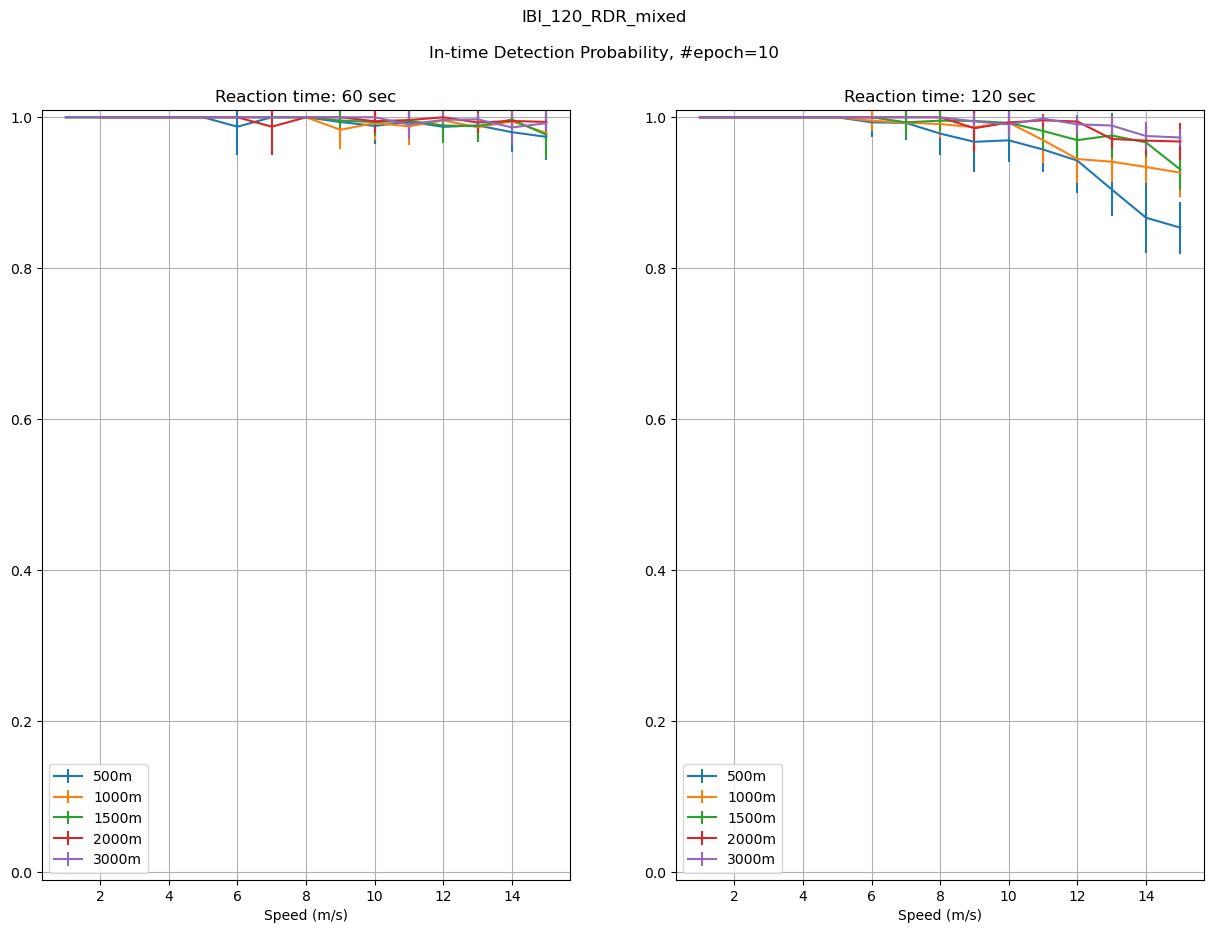 IBI_120_RDR_mixed
In-time Detection Probability, #epoch=10
Reaction time: 60 sec
1.0
0.8
0.6
0.4
0.2
0.0
500m
1000m
1500m
2000m
3000m
2 4 6 8 10 12 14
Speed (m/s)
Reaction time: 120 sec
1.0
0.8
0.6
0.4
0.2
0.0
500m
1000m
1500m
2000m
3000m
2 4 6 8 10 12 14
Speed (m/s)